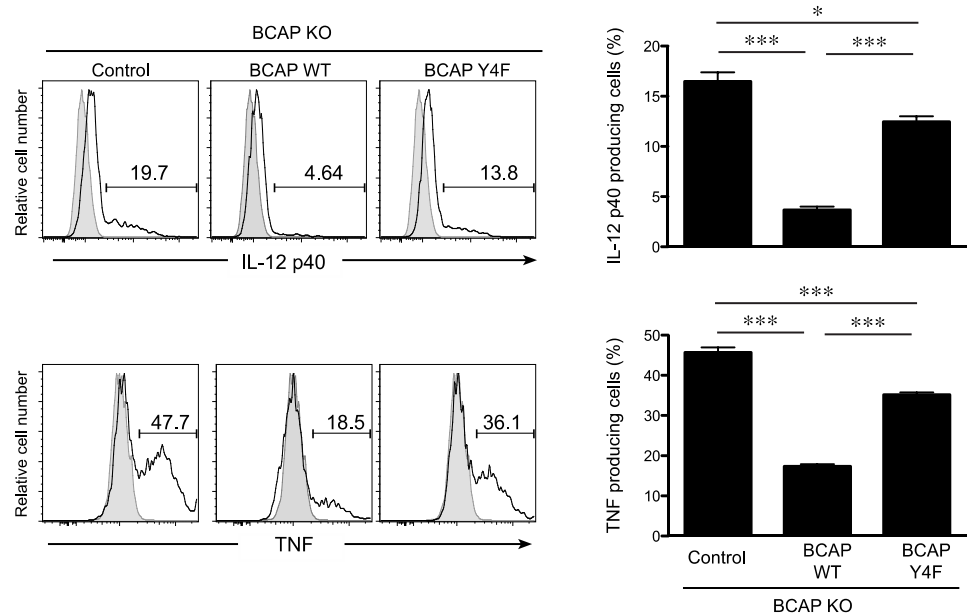 BCAP KO
Control BCAP WT BCAP Y4F
Relative cell number
19.7 4.64 13.8
IL-12 p40
Relative cell number
47.7 18.5 36.1
TNF
*
*** ***
IL-12 p40 producing cells (%)
20
15
10
5
0
***
*** ***
TNF producing cells (%)
50
40
30
20
10
0
Control BCAP WT BCAP Y4F
BCAP KO